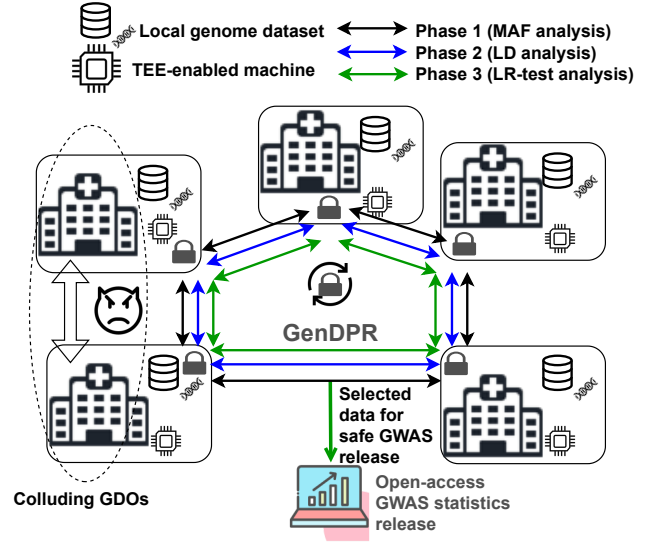 Local genome dataset
TEE-enabled machine
Phase 1 (MAF analysis)
Phase 2 (LD analysis)
Phase 3 (LR-test analysis)
GenDPR
Selected
data for
safe GWAS
release
Colluding GDOs
Open-access
GWAS statistics
release